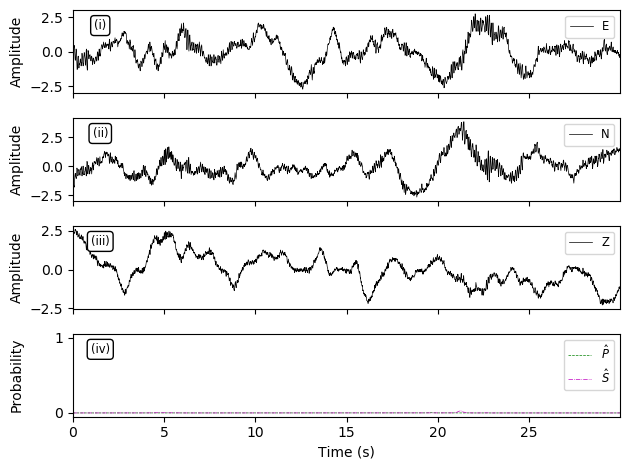 2.5
0.0
−2.5
Amplitude
(i)
E
2.5
0.0
−2.5
Amplitude
(ii)
N
2.5
0.0
−2.5
Amplitude
(iii)
Z
1
0
Probability
(iv)
P̂
Ŝ
0 5 10 15 20 25
Time (s)